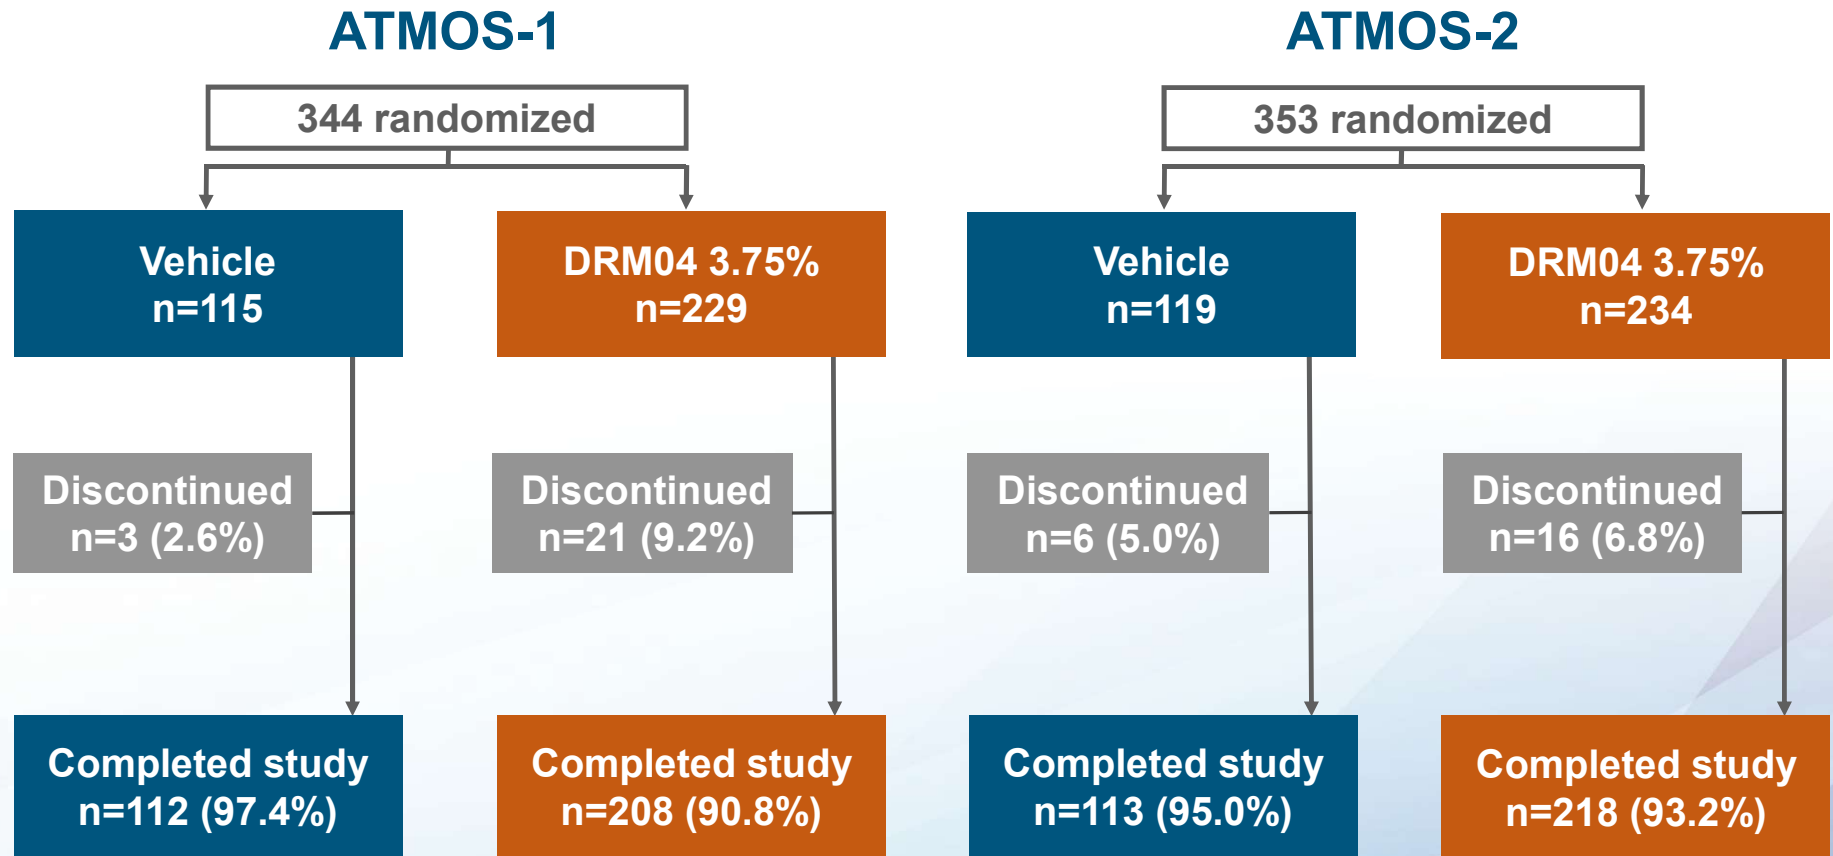 ATMOS-1
344 randomized
Vehicle
n=115
DRM04 3.75%
n=229
Discontinued
n=3 (2.6%)
Discontinued
n=21 (9.2%)
Completed study
n=112 (97.4%)
Completed study
n=208 (90.8%)
ATMOS-2
353 randomized
Vehicle
n=119
DRM04 3.75%
n=234
Discontinued
n=6 (5.0%)
Discontinued
n=16 (6.8%)
Completed study
n=113 (95.0%)
Completed study
n=218 (93.2%)